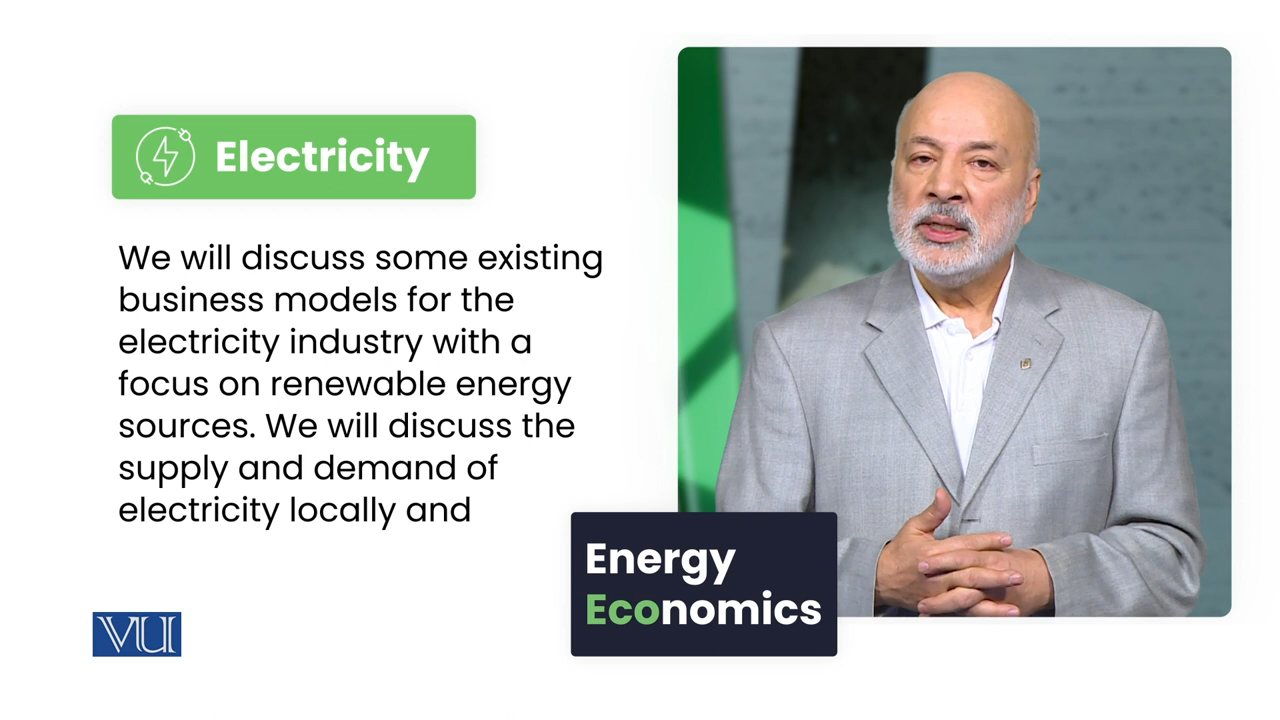 Electricity
We will discuss some existing
business models for the
electricity industry with a
focus on renewable energy
sources. We will discuss the
supply and demand of
electricity locally and
Energy
Economics
VU